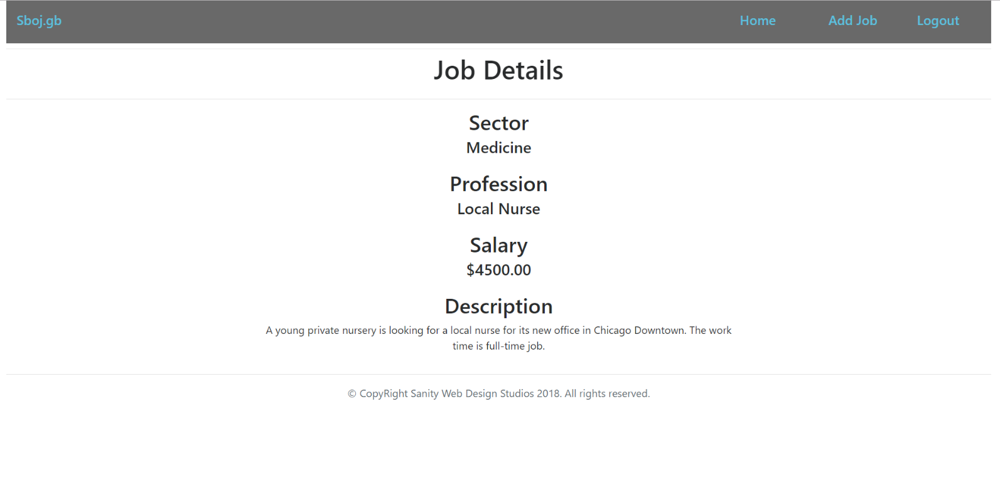 Sboj.gb
Home
Add Job
Logout
Job Details
Sector
Medicine
Profession
Local Nurse
Salary
$4500.00
Description
A young private nursery is looking for a local nurse for its new office in Chicago Downtown. The work
time is full-time job.
© CopyRight Sanity Web Design Studios 2018. All rights reserved.